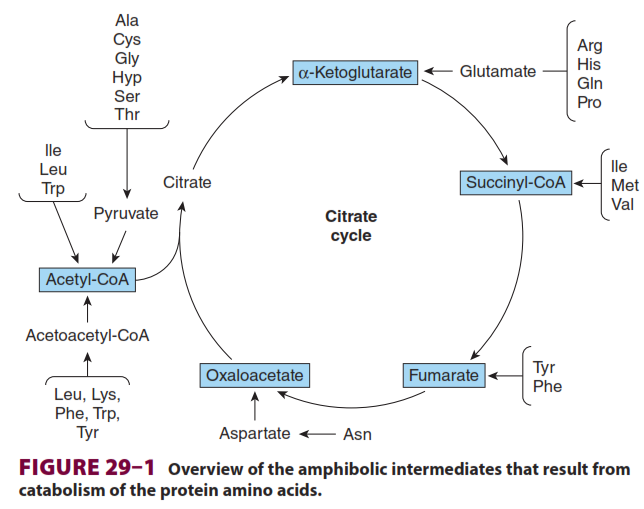 Ala
Cys
Gly
Hyp
Ser
Thr
Ile
Leu
Trp
Pyruvate
Citrate
Acetyl-CoA
Acetoacetyl-CoA
Leu, Lys,
Phe, Trp,
Tyr
α-Ketoglutarate
Glutamate
Arg
His
Gln
Pro
Succinyl-CoA
Ile
Met
Val
Citrate
cycle
Oxaloacetate
Fumarate
Tyr
Phe
Aspartate
Asn
FIGURE 29–1 Overview of the amphibolic intermediates that result from
catabolism of the protein amino acids.